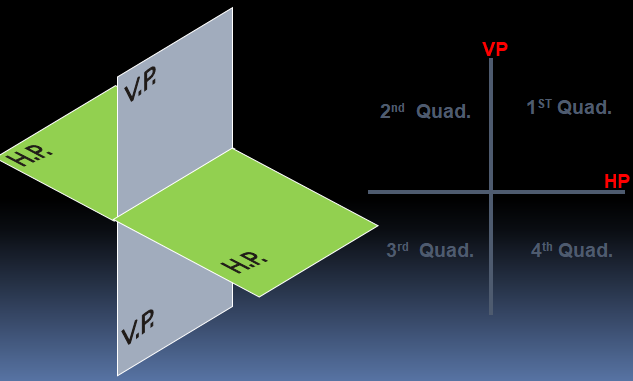 V.P.
H.P.
H.P.
V.P.
VP
2nd Quad.
1ST Quad.
HP
3rd Quad.
4th Quad.